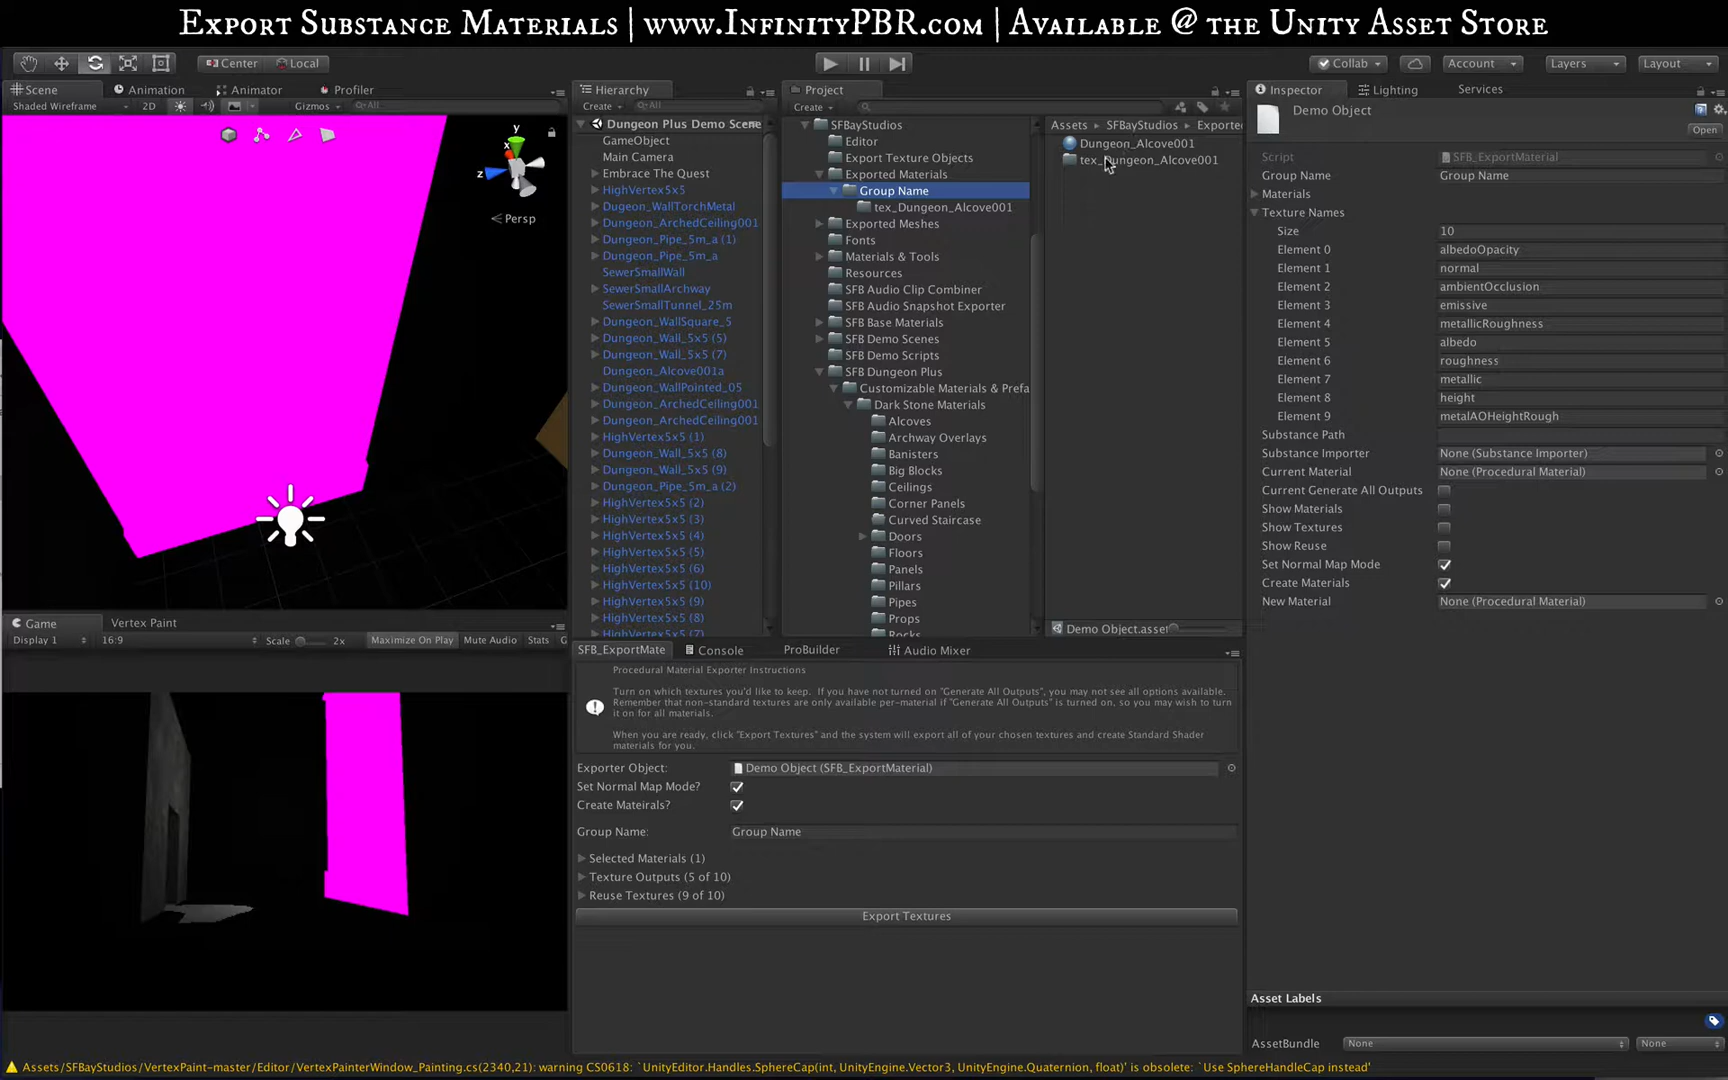 Export Substance Materials | www.InfinityPBR.com | Available @ the Unity Asset Store
Center
Local
Collab
Account
Layers
Layout
Scene
Animation
Animator
Profiler
Shaded Wireframe
2D
Gizmos
All
y
x
z
Persp
Game
Vertex Paint
Display 1
16:9
Scale
2x
Maximize On Play
Mute Audio
Stats
G
Hierarchy
Create
All
Dungeon Plus Demo Scene
GameObject
Main Camera
Embrace The Quest
HighVertex5x5
Dugeon_WallTorchMetal
Dungeon_ArchedCeiling001
Dungeon_Pipe_5m_a (1)
Dungeon_Pipe_5m_a
SewerSmallWall
SewerSmallArchway
SewerSmallTunnel_25m
Dungeon_WallSquare_5
Dungeon_Wall_5x5 (5)
Dungeon_Wall_5x5 (7)
Dungeon_Alcove001a
Dungeon_WallPointed_05
Dungeon_ArchedCeiling001
Dungeon_ArchedCeiling001
HighVertex5x5 (1)
Dungeon_Wall_5x5 (8)
Dungeon_Wall_5x5 (9)
Dungeon_Pipe_5m_a (2)
HighVertex5x5 (2)
HighVertex5x5 (3)
HighVertex5x5 (4)
HighVertex5x5 (5)
HighVertex5x5 (6)
HighVertex5x5 (10)
HighVertex5x5 (9)
HighVertex5x5 (8)
HighVertex5x5 (7)
Project
Create
SFBayStudios
Editor
Export Texture Objects
Exported Materials
Group Name
tex_Dungeon_Alcove001
Exported Meshes
Fonts
Materials & Tools
Resources
SFB Audio Clip Combiner
SFB Audio Snapshot Exporter
SFB Base Materials
SFB Demo Scenes
SFB Demo Scripts
SFB Dungeon Plus
Customizable Materials & Prefa
Dark Stone Materials
Alcoves
Archway Overlays
Banisters
Big Blocks
Ceilings
Corner Panels
Curved Staircase
Doors
Floors
Panels
Pillars
Pipes
Props
Rocks
Assets ▸ SFBayStudios ▸ Exported
Dungeon_Alcove001
tex_Dungeon_Alcove001
Demo Object.asset
SFB_ExportMate
Console
ProBuilder
Audio Mixer
Procedural Material Exporter Instructions
Turn on which textures you'd like to keep. If you have not turned on "Generate All Outputs", you may not see all options available.
Remember that non-standard textures are only available per-material if "Generate All Outputs" is turned on, so you may wish to turn
it on for all materials.
When you are ready, click "Export Textures" and the system will export all of your chosen textures and create Standard Shader
materials for you.
Exporter Object:
Demo Object (SFB_ExportMaterial)
Set Normal Map Mode?
Create Mateirals?
Group Name:
Group Name
Selected Materials (1)
Texture Outputs (5 of 10)
Reuse Textures (9 of 10)
Export Textures
Inspector
Lighting
Services
Demo Object
Open
Script
SFB_ExportMaterial
Group Name
Group Name
Materials
Texture Names
Size
10
Element 0
albedoOpacity
Element 1
normal
Element 2
ambientOcclusion
Element 3
emissive
Element 4
metallicRoughness
Element 5
albedo
Element 6
roughness
Element 7
metallic
Element 8
height
Element 9
metalAOHeightRough
Substance Path
Substance Importer
None (Substance Importer)
Current Material
None (Procedural Material)
Current Generate All Outputs
Show Materials
Show Textures
Show Reuse
Set Normal Map Mode
Create Materials
New Material
None (Procedural Material)
Asset Labels
AssetBundle
None
None
Assets/SFBayStudios/VertexPaint-master/Editor/VertexPainterWindow_Painting.cs(2340,21): warning CS0618: `UnityEditor.Handles.SphereCap(int, UnityEngine.Vector3, UnityEngine.Quaternion, float)' is obsolete: `Use SphereHandleCap instead'